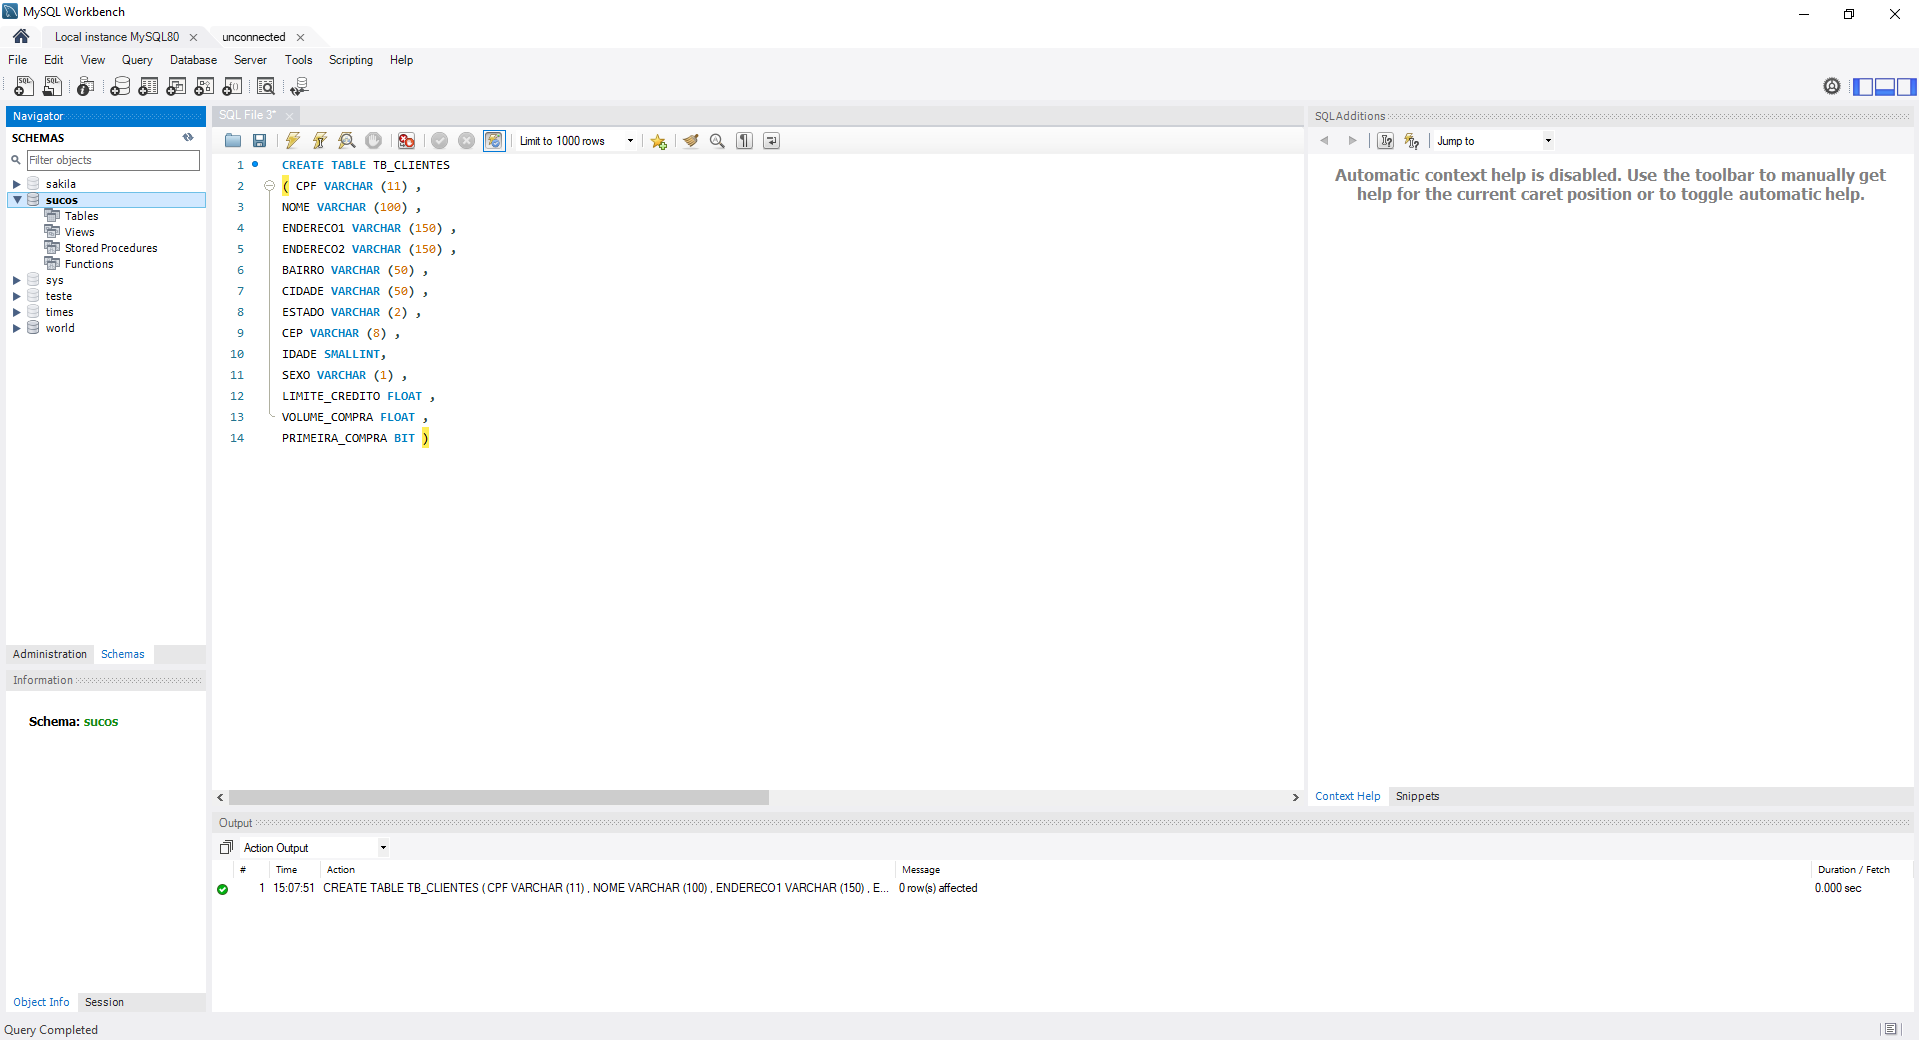 MySQL Workbench
Local instance MySQL80
unconnected
File Edit View Query Database Server Tools Scripting Help
Navigator
SCHEMAS
Filter objects
sakila
sucos
Tables
Views
Stored Procedures
Functions
sys
teste
times
world
Administration Schemas
Information
Schema: sucos
Object Info Session
SQL File 3*
Limit to 1000 rows
1 CREATE TABLE TB_CLIENTES
2 ( CPF VARCHAR (11) ,
3 NOME VARCHAR (100) ,
4 ENDERECO1 VARCHAR (150) ,
5 ENDERECO2 VARCHAR (150) ,
6 BAIRRO VARCHAR (50) ,
7 CIDADE VARCHAR (50) ,
8 ESTADO VARCHAR (2) ,
9 CEP VARCHAR (8) ,
10 IDADE SMALLINT,
11 SEXO VARCHAR (1) ,
12 LIMITE_CREDITO FLOAT ,
13 VOLUME_COMPRA FLOAT ,
14 PRIMEIRA_COMPRA BIT )
SQLAdditions
Jump to
Automatic context help is disabled. Use the toolbar to manually get
help for the current caret position or to toggle automatic help.
Context Help Snippets
Output
Action Output
# Time Action Message Duration / Fetch
1 15:07:51 CREATE TABLE TB_CLIENTES ( CPF VARCHAR (11) , NOME VARCHAR (100) , ENDERECO1 VARCHAR (150) , E... 0 row(s) affected 0.000 sec
Query Completed